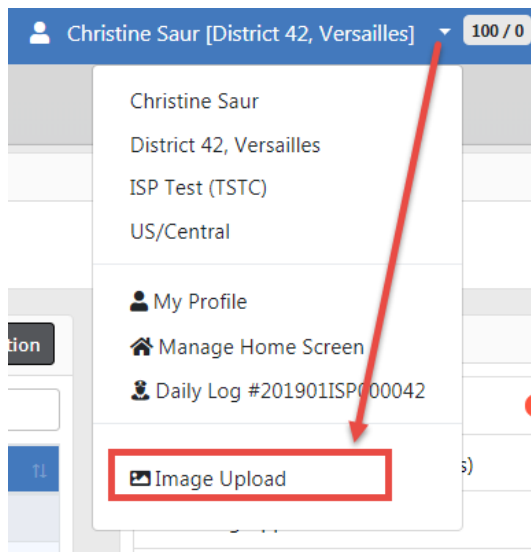 Christine Saur [District 42, Versailles] 100 / 0
Christine Saur
District 42, Versailles
ISP Test (TSTC)
US/Central
My Profile
tion
Manage Home Screen
Daily Log #201901ISP000042
s)
Image Upload